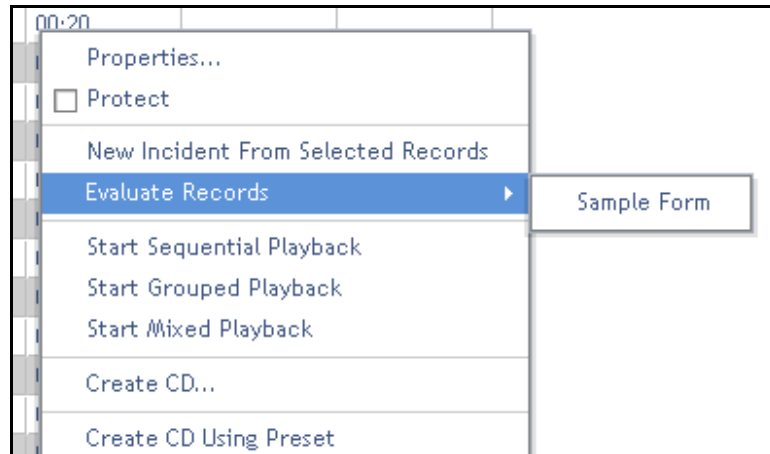 00:20
Properties...
Protect
New Incident From Selected Records
Evaluate Records
Sample Form
Start Sequential Playback
Start Grouped Playback
Start Mixed Playback
Create CD...
Create CD Using Preset